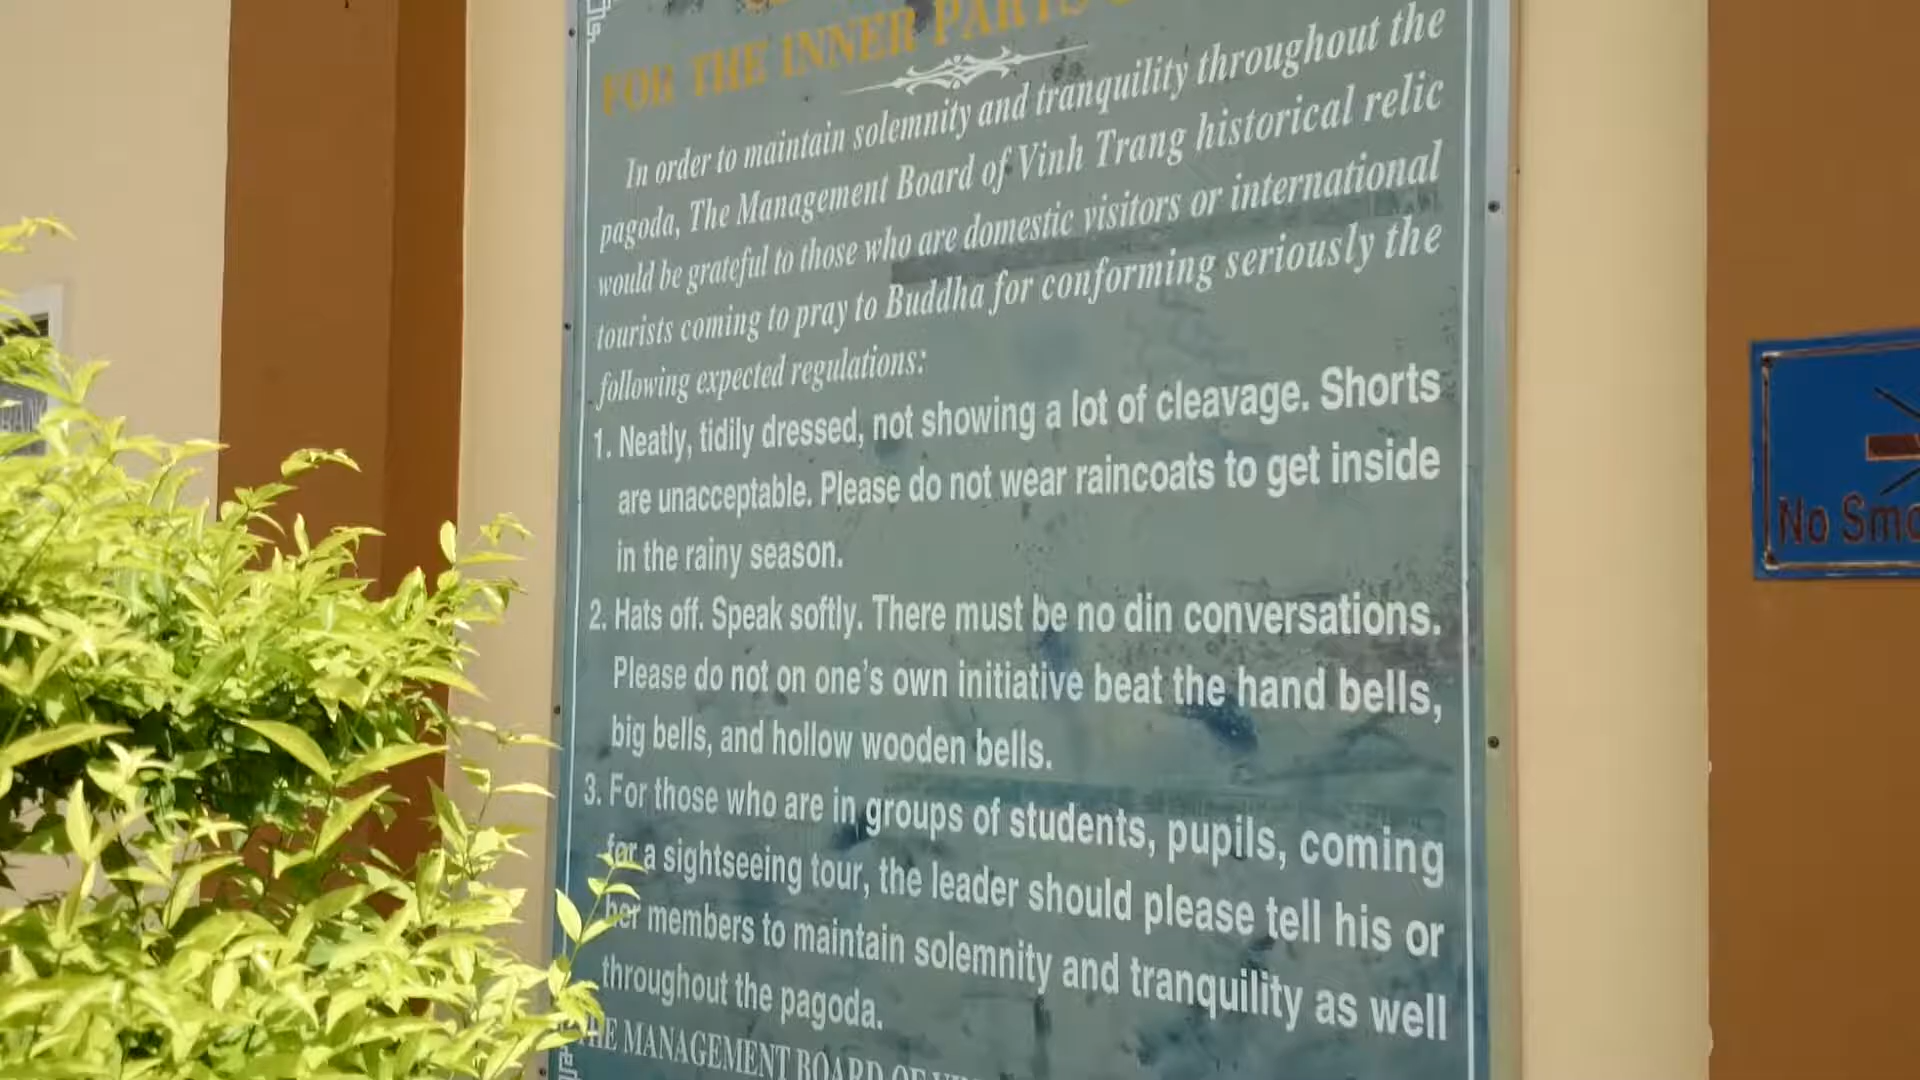 FOR THE INNER PARTS
In order to maintain solemnity and tranquility throughout the
pagoda, The Management Board of Vinh Trang historical relic
would be grateful to those who are domestic visitors or international
tourists coming to pray to Buddha for conforming seriously the
following expected regulations:
1. Neatly, tidily dressed, not showing a lot of cleavage. Shorts
are unacceptable. Please do not wear raincoats to get inside
in the rainy season.
2. Hats off. Speak softly. There must be no din conversations.
Please do not on one's own initiative beat the hand bells,
big bells, and hollow wooden bells.
3. For those who are in groups of students, pupils, coming
for a sightseeing tour, the leader should please tell his or
her members to maintain solemnity and tranquility as well
throughout the pagoda.
THE MANAGEMENT BOARD OF
No